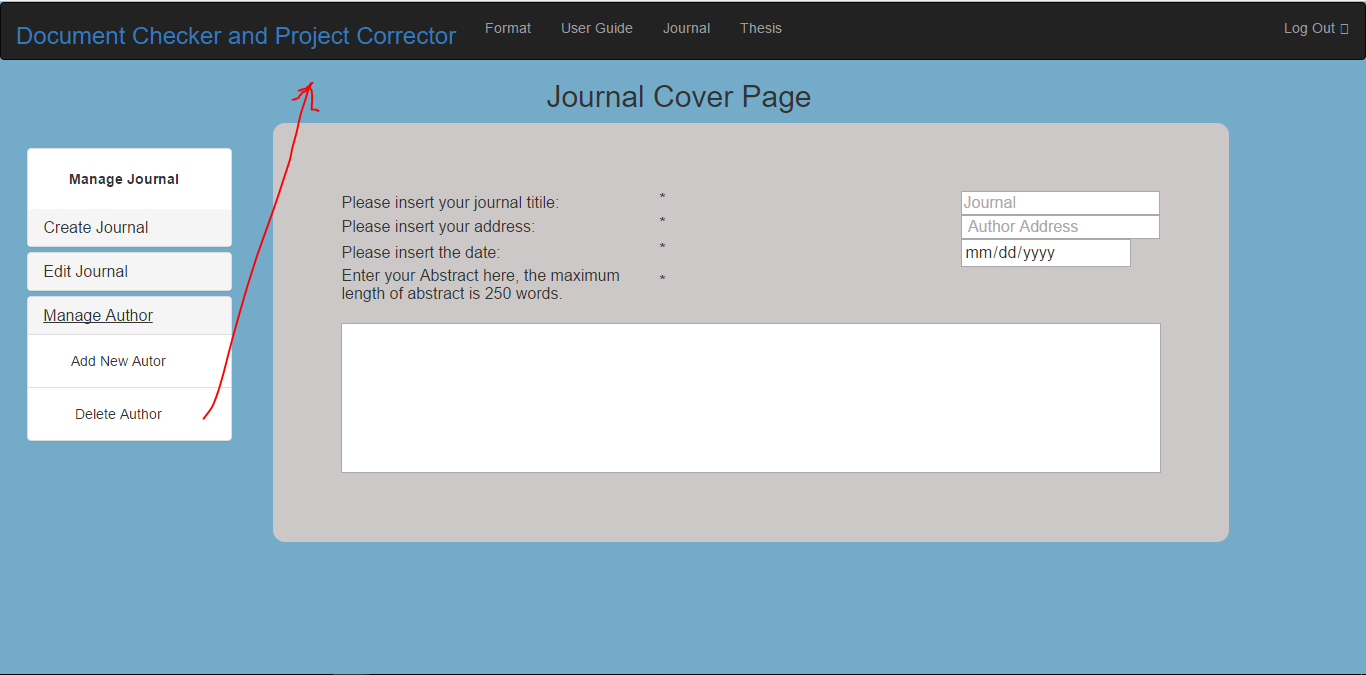 Document Checker and Project Corrector Format User Guide Journal Thesis Log Out
Journal Cover Page
Manage Journal
Create Journal
Edit Journal
Manage Author
Add New Autor
Delete Author
Please insert your journal titile: * Journal
Please insert your address: * Author Address
Please insert the date: * mm/dd/yyyy
Enter your Abstract here, the maximum *
length of abstract is 250 words.